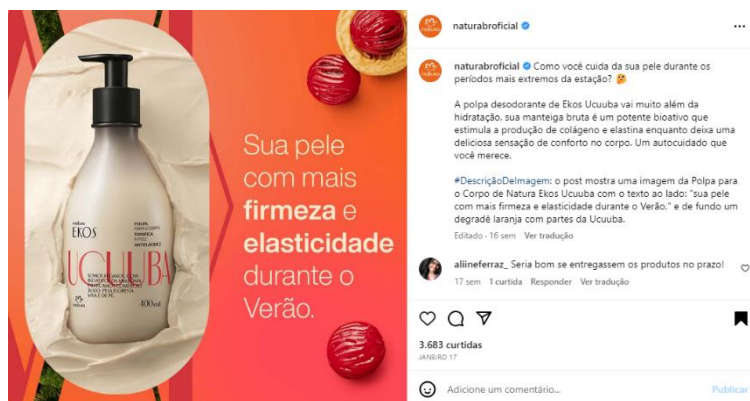 Sua pele
com mais
firmeza e
elasticidade
durante o
Verão.
natura
EKOS
POLPA
PARA O CORPO
TONIFICA
A PELE
ANTISSINAIS
UCUUBA
400ml
naturabroficial
naturabroficial Como você cuida da sua pele durante os
períodos mais extremos da estação? 🤔
A polpa desodorante de Ekos Ucuuba vai muito além da
hidratação, sua manteiga bruta é um potente bioativo que
estimula a produção de colágeno e elastina enquanto deixa uma
deliciosa sensação de conforto no corpo. Um autocuidado que
você merece.
#DescriçãoDeImagem: o post mostra uma imagem da Polpa para
o Corpo de Natura Ekos Ucuuba com o texto ao lado: "sua pele
com mais firmeza e elasticidade durante o Verão." e de fundo um
degradê laranja com partes da Ucuuba.
Editado · 16 sem Ver tradução
aliineferraz_ Seria bom se entregassem os produtos no prazo!
17 sem 1 curtida Responder Ver tradução
3.683 curtidas
JANEIRO 17
Adicione um comentário...
Publicar